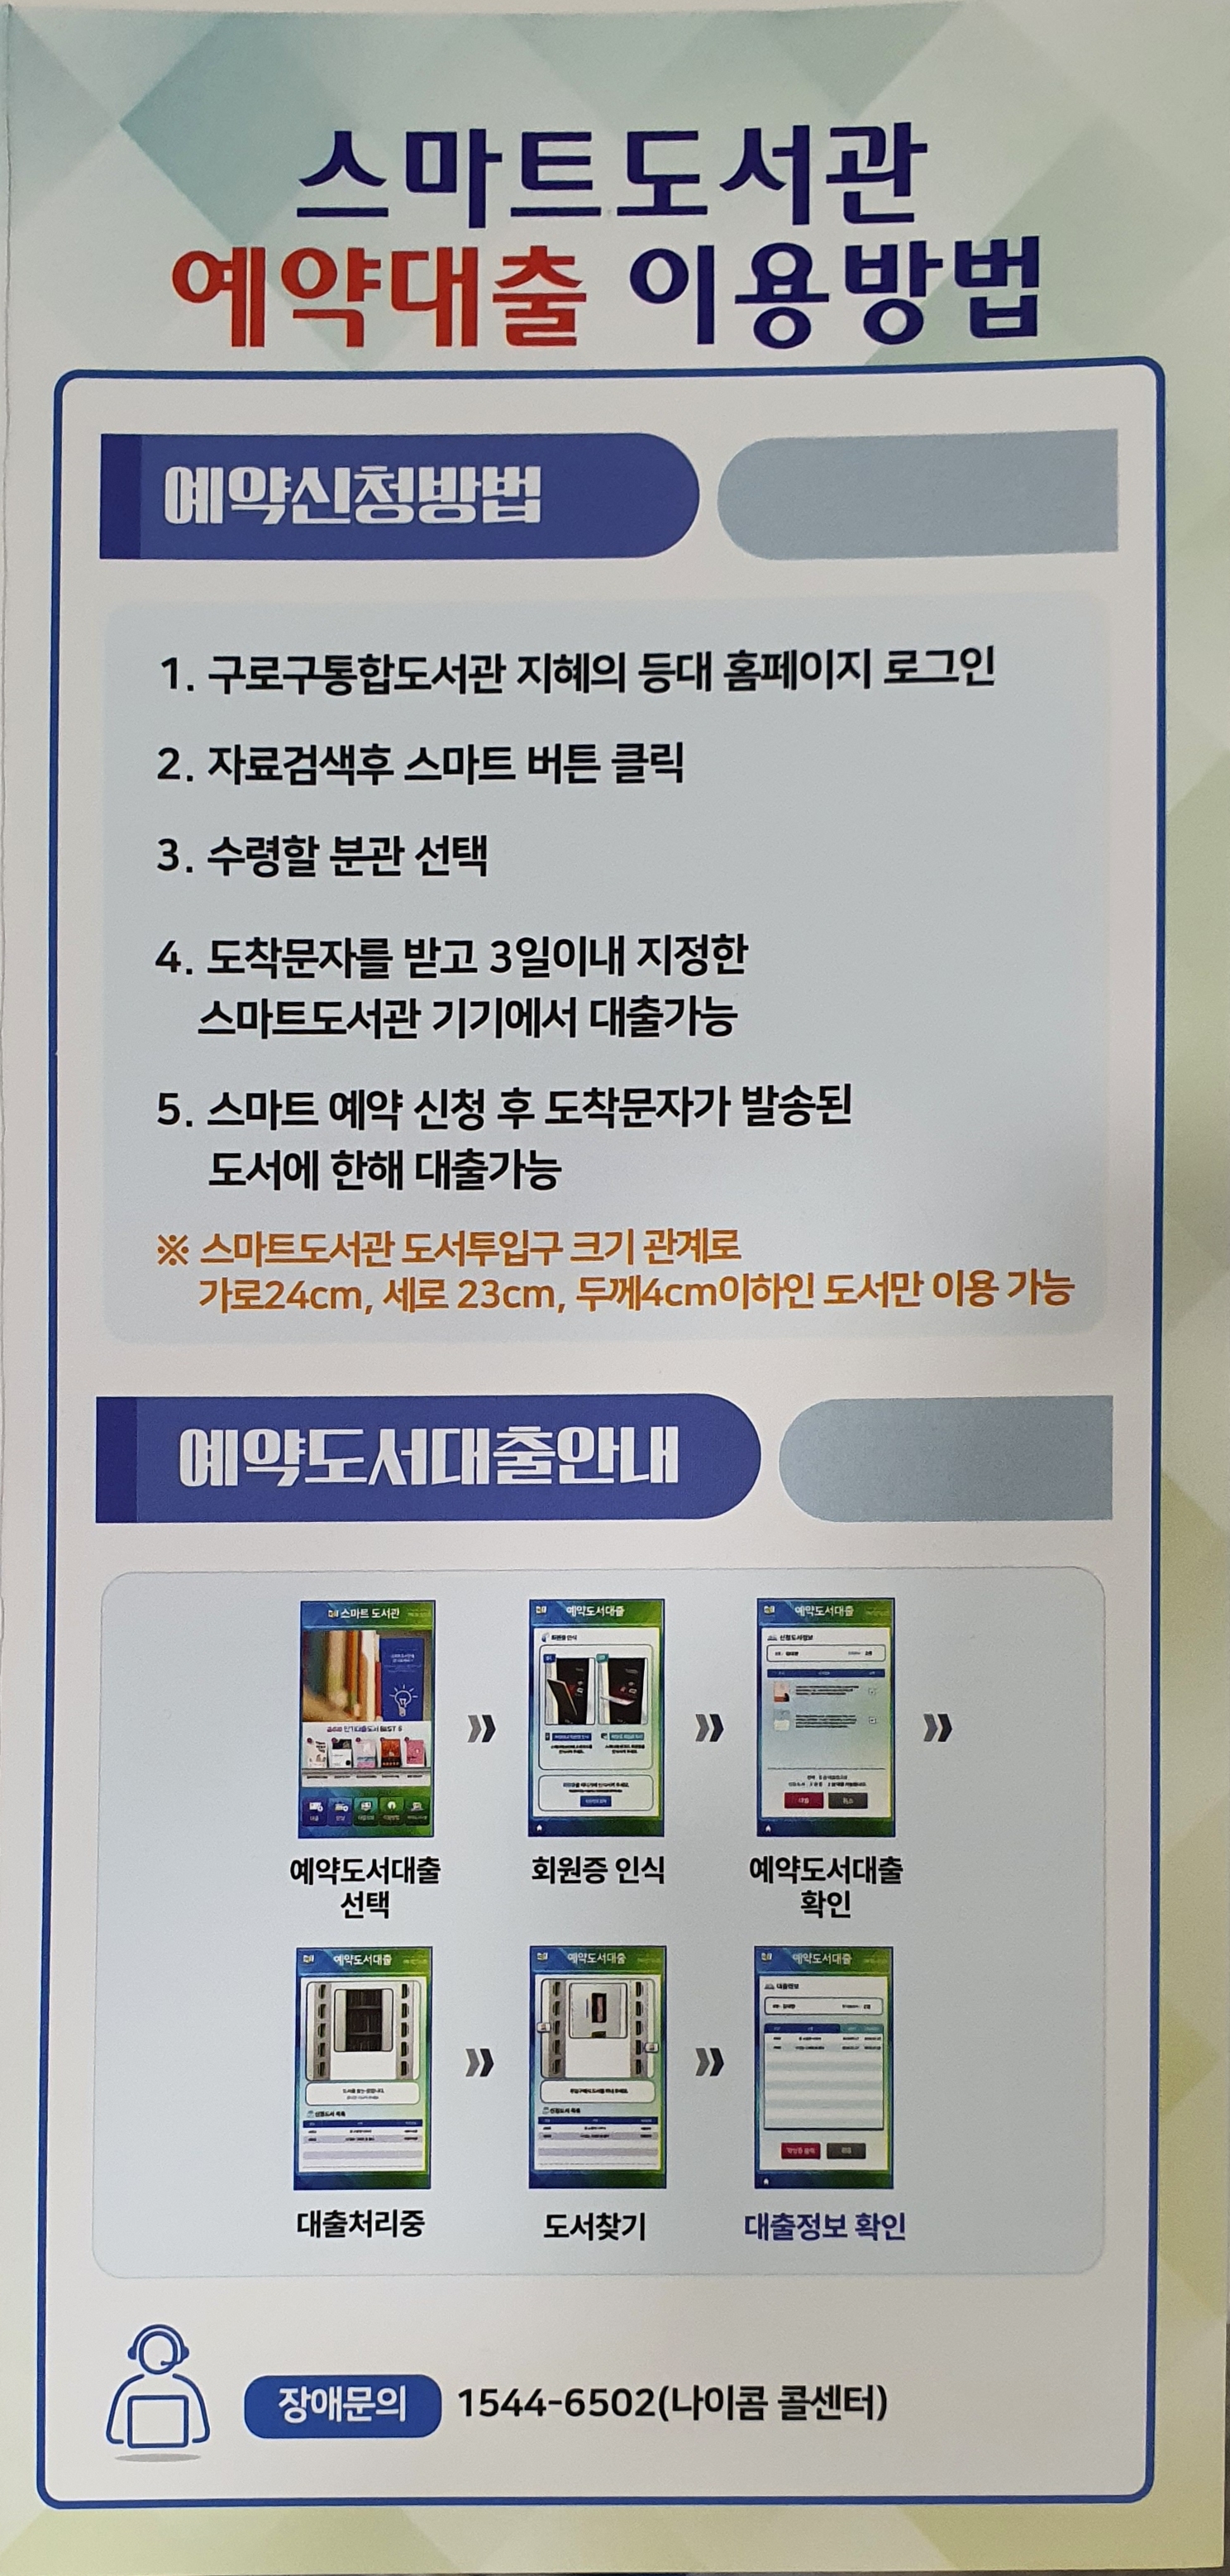 스마트도서관
예약대출 이용방법
예약신청방법
1. 구로구통합도서관 지혜의 등대 홈페이지 로그인
2. 자료검색후 스마트 버튼 클릭
3. 수령할 분관 선택
4. 도착문자를 받고 3일이내 지정한
스마트도서관 기기에서 대출가능
5. 스마트 예약 신청 후 도착문자가 발송된
도서에 한해 대출가능
※ 스마트도서관 도서투입구 크기 관계로
가로24cm, 세로 23cm, 두께4cm이하인 도서만 이용 가능
예약도서대출안내
스마트 도서관
예약도서대출
예약도서대출
예약도서대출
선택
회원증 인식
예약도서대출
확인
예약도서대출
예약도서대출
예약도서대출
대출처리중
도서찾기
대출정보 확인
장애문의 1544-6502(나이콤 콜센터)